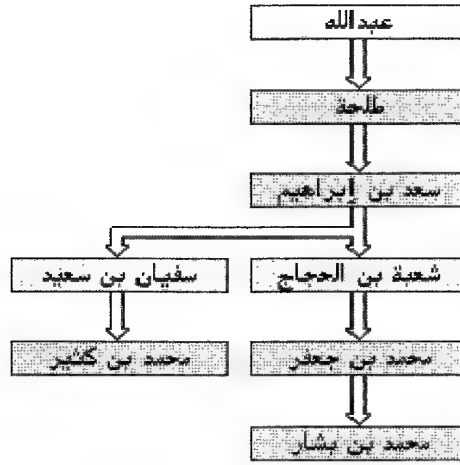 عبدالله
طلحة
سعد بن إبراهيم
شعبة بن الحجاج
سفيان بن سعيد
محمد بن جعفر
محمد بن كثير
محمد بن بشار